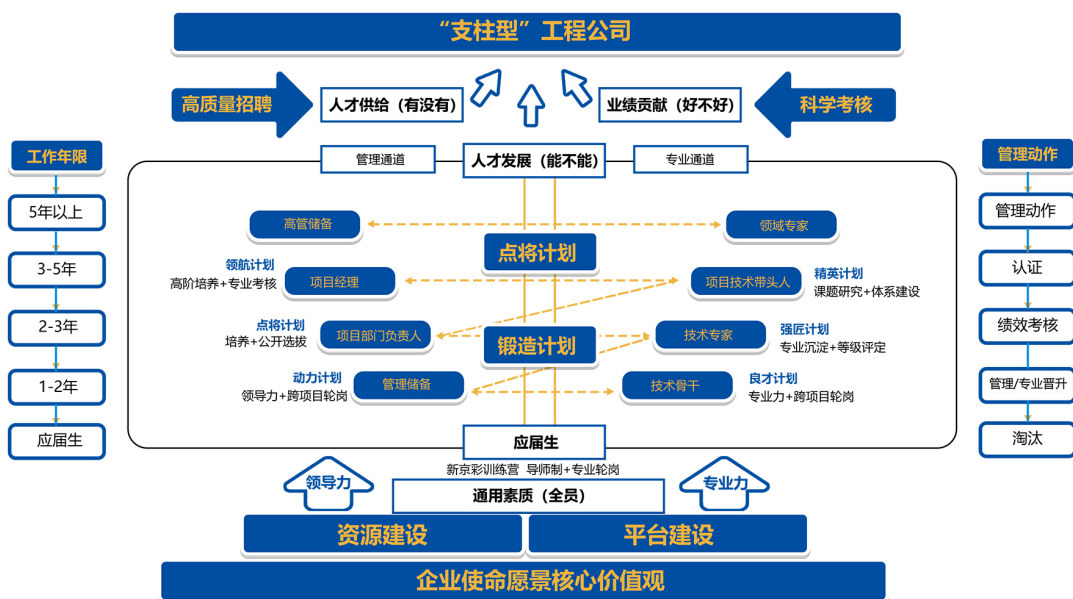 “支柱型”工程公司
高质量招聘
人才供给（有没有）
业绩贡献（好不好）
科学考核
工作年限
5年以上
3-5年
2-3年
1-2年
应届生
管理通道
人才发展（能不能）
专业通道
高管储备
领域专家
点将计划
领航计划
高阶培养+专业考核
项目经理
项目技术带头人
精英计划
课题研究+体系建设
点将计划
培养+公开选拔
项目部门负责人
锻造计划
技术专家
强匠计划
专业沉淀+等级评定
动力计划
领导力+跨项目轮岗
管理储备
技术骨干
良才计划
专业力+跨项目轮岗
应届生
新京彩训练营 导师制+专业轮岗
领导力
通用素质（全员）
专业力
资源建设
平台建设
企业使命愿景核心价值观
管理动作
管理动作
认证
绩效考核
管理/专业晋升
淘汰